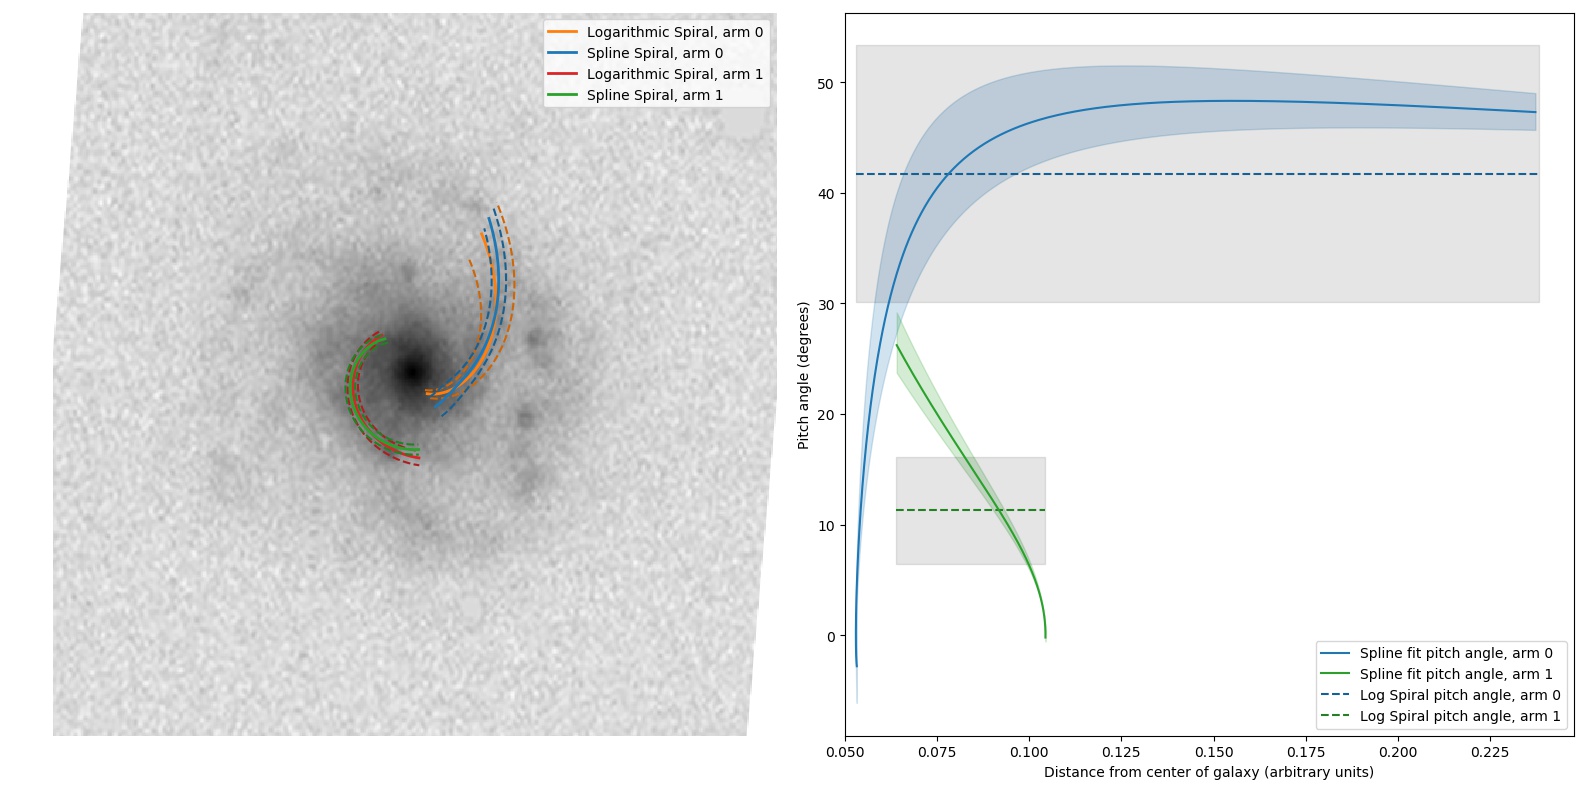 Logarithmic Spiral, arm 0
Spline Spiral, arm 0
Logarithmic Spiral, arm 1
Spline Spiral, arm 1
50
40
30
20
10
0
Pitch angle (degrees)
Spline fit pitch angle, arm 0
Spline fit pitch angle, arm 1
Log Spiral pitch angle, arm 0
Log Spiral pitch angle, arm 1
0.050 0.075 0.100 0.125 0.150 0.175 0.200 0.225
Distance from center of galaxy (arbitrary units)